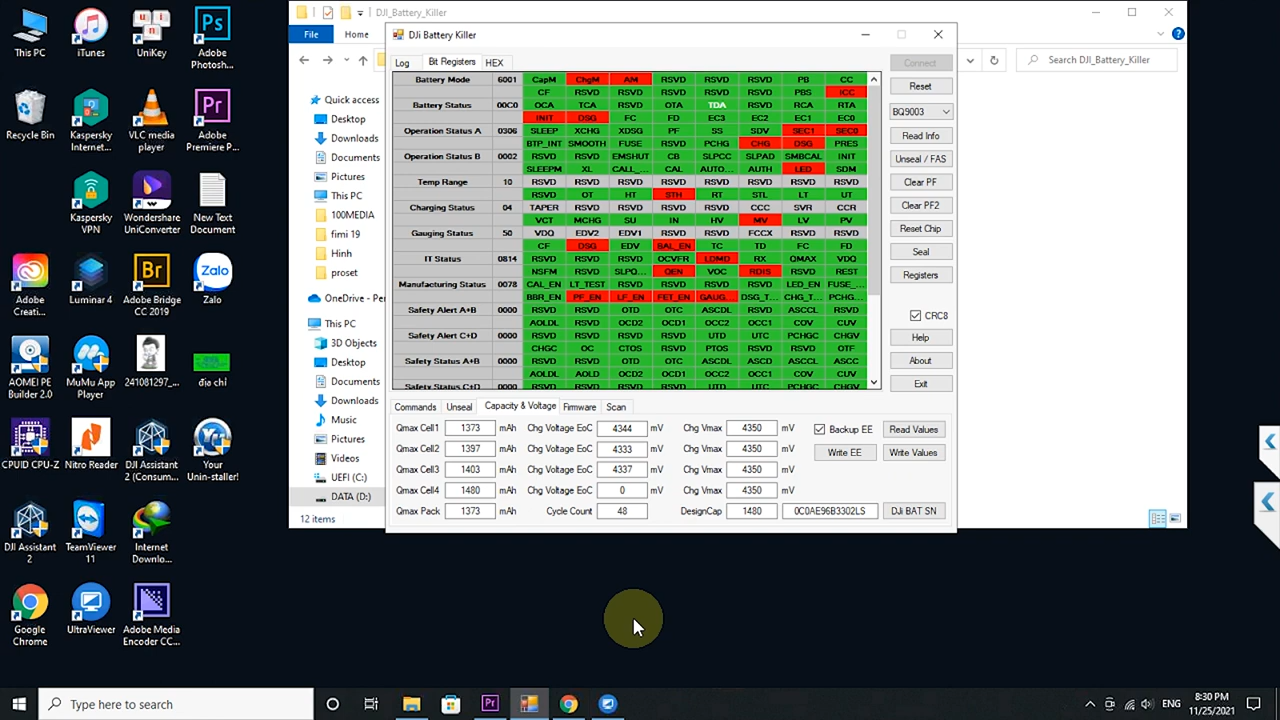 This PC
iTunes
UniKey
Adobe
Photosh...
Recycle Bin
Kaspersky
Internet ...
VLC media
player
Adobe
Premiere P...
Kaspersky
VPN
Wondershare
UniConverter
New Text
Document
Adobe
Creati...
Luminar 4
Adobe Bridge
CC 2019
Zalo
AOMEI PE
Builder 2.0
MuMu App
Player
241081297_...
địa chỉ
CPUID CPU-Z
Nitro Reader
DJI Assistant
2 (Consum...
Your
Unin-staller!
DJI Assistant
2
TeamViewer
11
Internet
Downlo...
Google
Chrome
UltraViewer
Adobe Media
Encoder CC...
DJI_Battery_Killer
File
Home
Search DJI_Battery_Killer
Quick access
Desktop
Downloads
Documents
Pictures
This PC
100MEDIA
fimi 19
Hinh
proset
OneDrive - Per
This PC
3D Objects
Desktop
Documents
Downloads
Music
Pictures
Videos
UEFI (C:)
DATA (D:)
12 items
DJi Battery Killer
Log Bit Registers HEX
Battery Mode 6001 CapM ChgM AM RSVD RSVD RSVD PB CC
CF RSVD RSVD RSVD RSVD RSVD PBS ICC
Battery Status 00C0 OCA TCA RSVD OTA TDA RSVD RCA RTA
INIT DSG FC FD EC3 EC2 EC1 EC0
Operation Status A 0306 SLEEP XCHG XDSG PF SS SDV SEC1 SEC0
BTP_INT SMOOTH FUSE RSVD PCHG CHG DSG PRES
Operation Status B 0002 RSVD RSVD EMSHUT CB SLPCC SLPAD SMBCAL INIT
SLEEPM XL CALL_... CAL AUTO... AUTH LED SDM
Temp Range 10 RSVD RSVD RSVD RSVD RSVD RSVD RSVD RSVD
RSVD OT HT STH RT STL LT UT
Charging Status 04 TAPER RSVD RSVD RSVD RSVD CCC SVR CCR
VCT MCHG SU IN HV MV LV PV
Gauging Status 50 VDQ EDV2 EDV1 RSVD RSVD FCCX RSVD RSVD
CF DSG EDV BAL_EN TC TD FC FD
IT Status 0814 RSVD RSVD RSVD OCVFR LDMD RX QMAX VDQ
NSFM RSVD SLPQ... QEN VOC RDIS RSVD REST
Manufacturing Status 0078 CAL_EN LT_TEST RSVD RSVD RSVD RSVD LED_EN FUSE_...
BBR_EN PF_EN LF_EN FET_EN GAUG... DSG_T... CHG_T... PCHG...
Safety Alert A+B 0000 RSVD RSVD OTD OTC ASCDL RSVD ASCCL RSVD
AOLDL RSVD OCD2 OCD1 OCC2 OCC1 COV CUV
Safety Alert C+D 0000 RSVD RSVD RSVD RSVD UTD UTC PCHGC CHGV
CHGC OC CTOS RSVD PTOS RSVD RSVD OTF
Safety Status A+B 0000 RSVD RSVD OTD OTC ASCDL ASCD ASCCL ASCC
AOLDL AOLD OCD2 OCD1 OCC2 OCC1 COV CUV
Safety Status C+D 0000 RSVD RSVD RSVD RSVD UTD UTC PCHGC CHGV
Connect
Reset
BQ9003
Read Info
Unseal / FAS
Clear PF
Clear PF2
Reset Chip
Seal
Registers
CRC8
Help
About
Exit
Commands Unseal Capacity & Voltage Firmware Scan
Qmax Cell1 1373 mAh Chg Voltage EoC 4344 mV Chg Vmax 4350 mV Backup EE Read Values
Qmax Cell2 1397 mAh Chg Voltage EoC 4333 mV Chg Vmax 4350 mV Write EE Write Values
Qmax Cell3 1403 mAh Chg Voltage EoC 4337 mV Chg Vmax 4350 mV
Qmax Cell4 1480 mAh Chg Voltage EoC 0 mV Chg Vmax 4350 mV
Qmax Pack 1373 mAh Cycle Count 48 DesignCap 1480 0C0AE96B3302LS DJi BAT SN
Type here to search
ENG
8:30 PM
11/25/2021